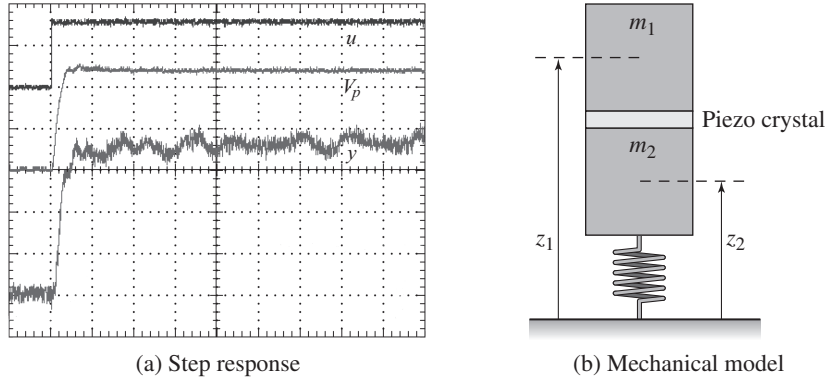 u
V_p
y
(a) Step response
m_1
Piezo crystal
m_2
z_1
z_2
(b) Mechanical model